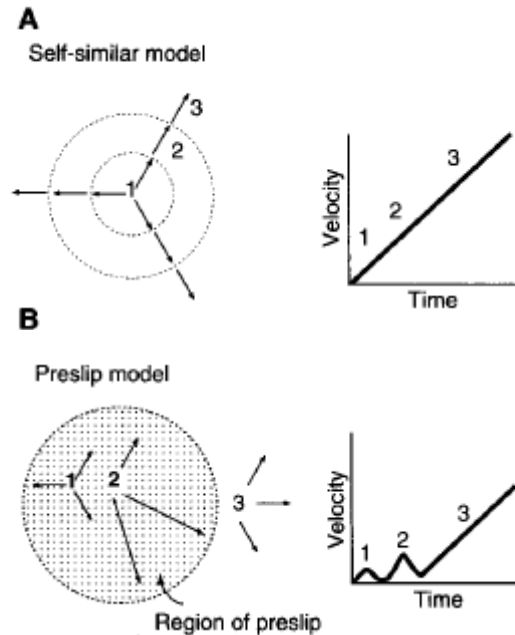 A
Self-similar model
3
2
1
Velocity
1
2
3
Time
B
Preslip model
1
2
3
Region of preslip
Velocity
1
2
3
Time